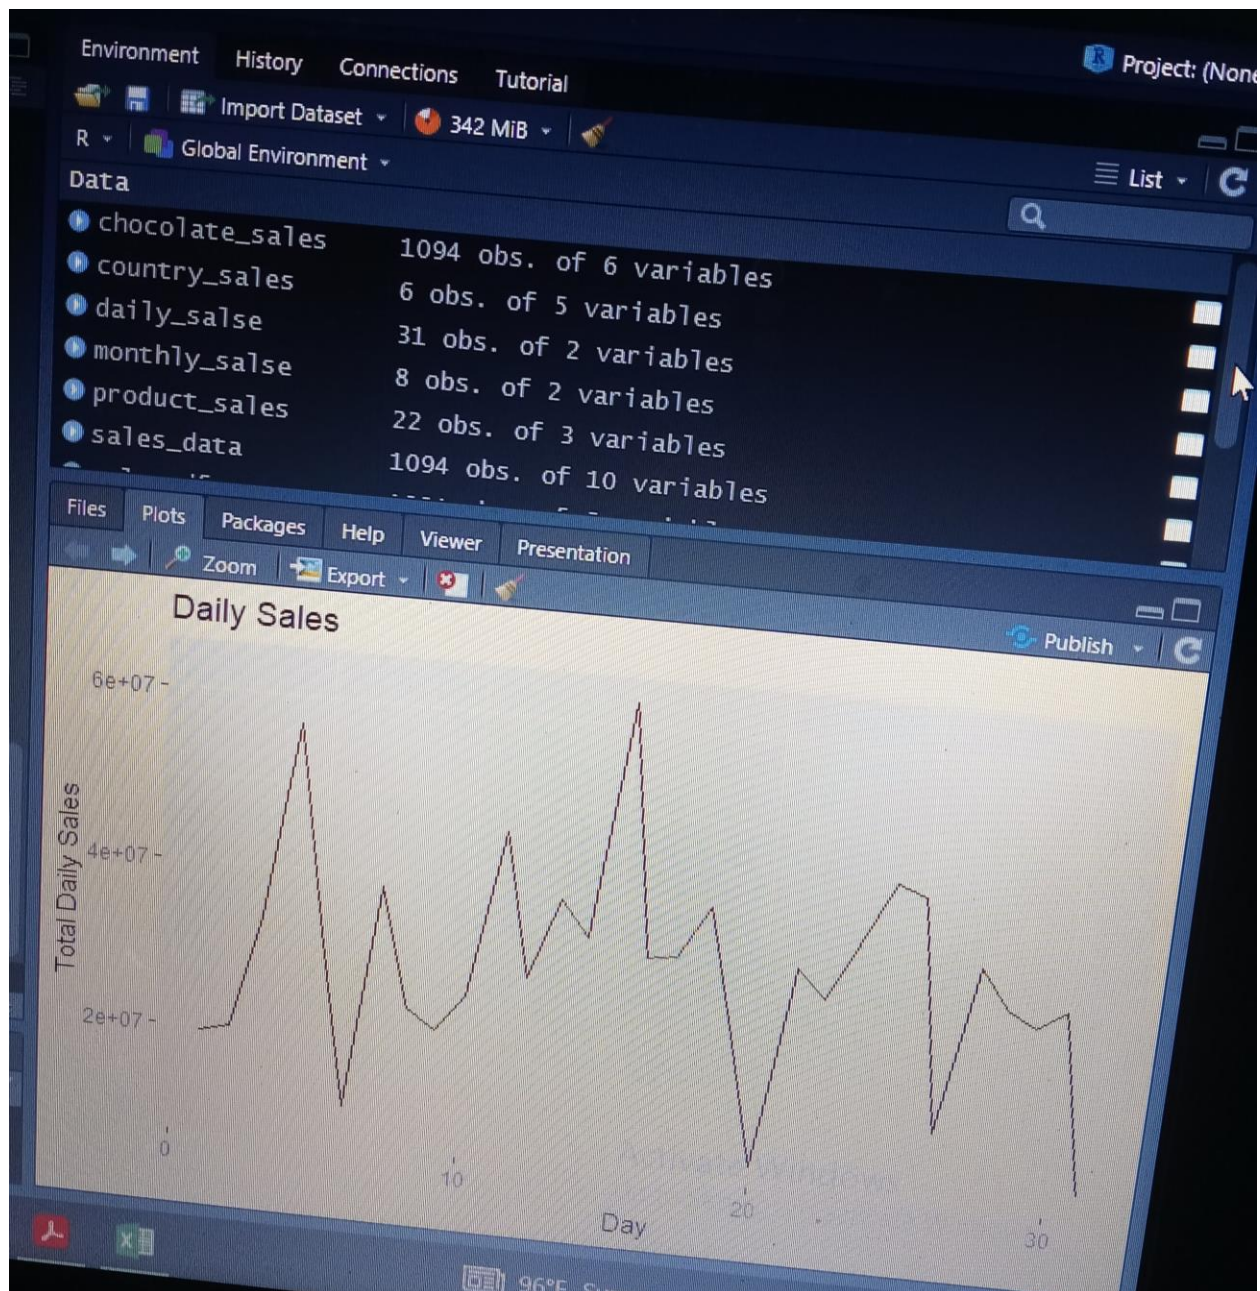 Environment History Connections Tutorial
Project: (None
Import Dataset 342 MiB
R Global Environment List
Data
chocolate_sales 1094 obs. of 6 variables
country_sales 6 obs. of 5 variables
daily_salse 31 obs. of 2 variables
monthly_salse 8 obs. of 2 variables
product_sales 22 obs. of 3 variables
sales_data 1094 obs. of 10 variables
Files Plots Packages Help Viewer Presentation
Zoom Export Publish
Daily Sales
6e+07
4e+07
2e+07
Total Daily Sales
0 10 20 30
Day
Activate Windows
96°F